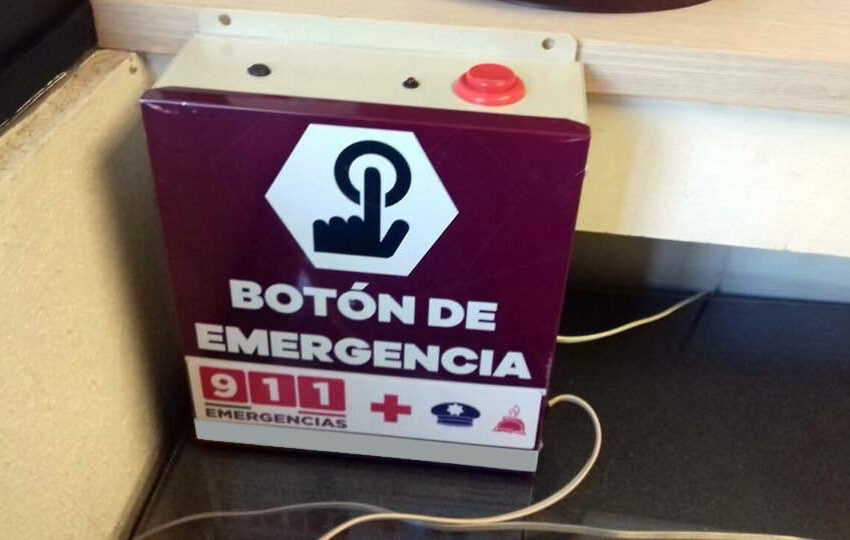 BOTÓN DE
EMERGENCIA
911
EMERGENCIAS